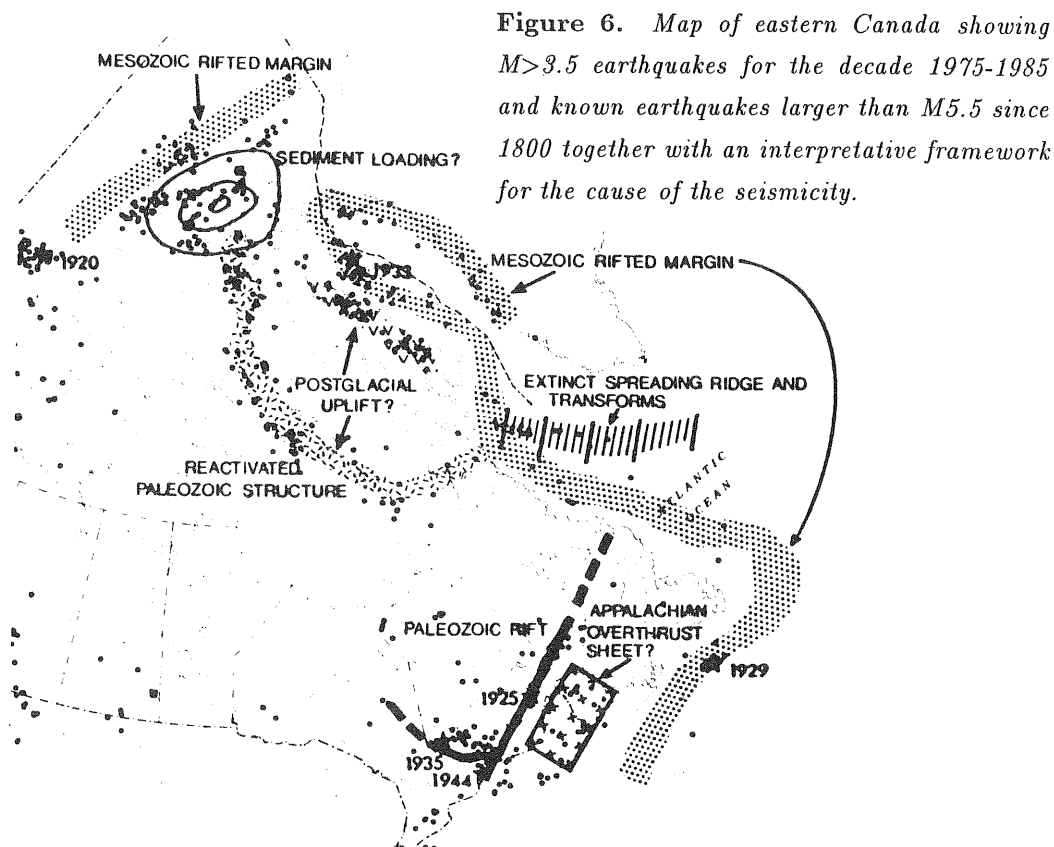 Figure 6. Map of eastern Canada showing
M>3.5 earthquakes for the decade 1975-1985
and known earthquakes larger than M5.5 since
1800 together with an interpretative framework
for the cause of the seismicity.
MESOZOIC RIFTED MARGIN
SEDIMENT LOADING?
1920
1933
MESOZOIC RIFTED MARGIN
POSTGLACIAL
UPLIFT?
EXTINCT SPREADING RIDGE AND
TRANSFORMS
REACTIVATED
PALEOZOIC STRUCTURE
ATLANTIC
OCEAN
PALEOZOIC RIFT
APPALACHIAN
OVERTHRUST
SHEET?
1929
1925
1935
1944